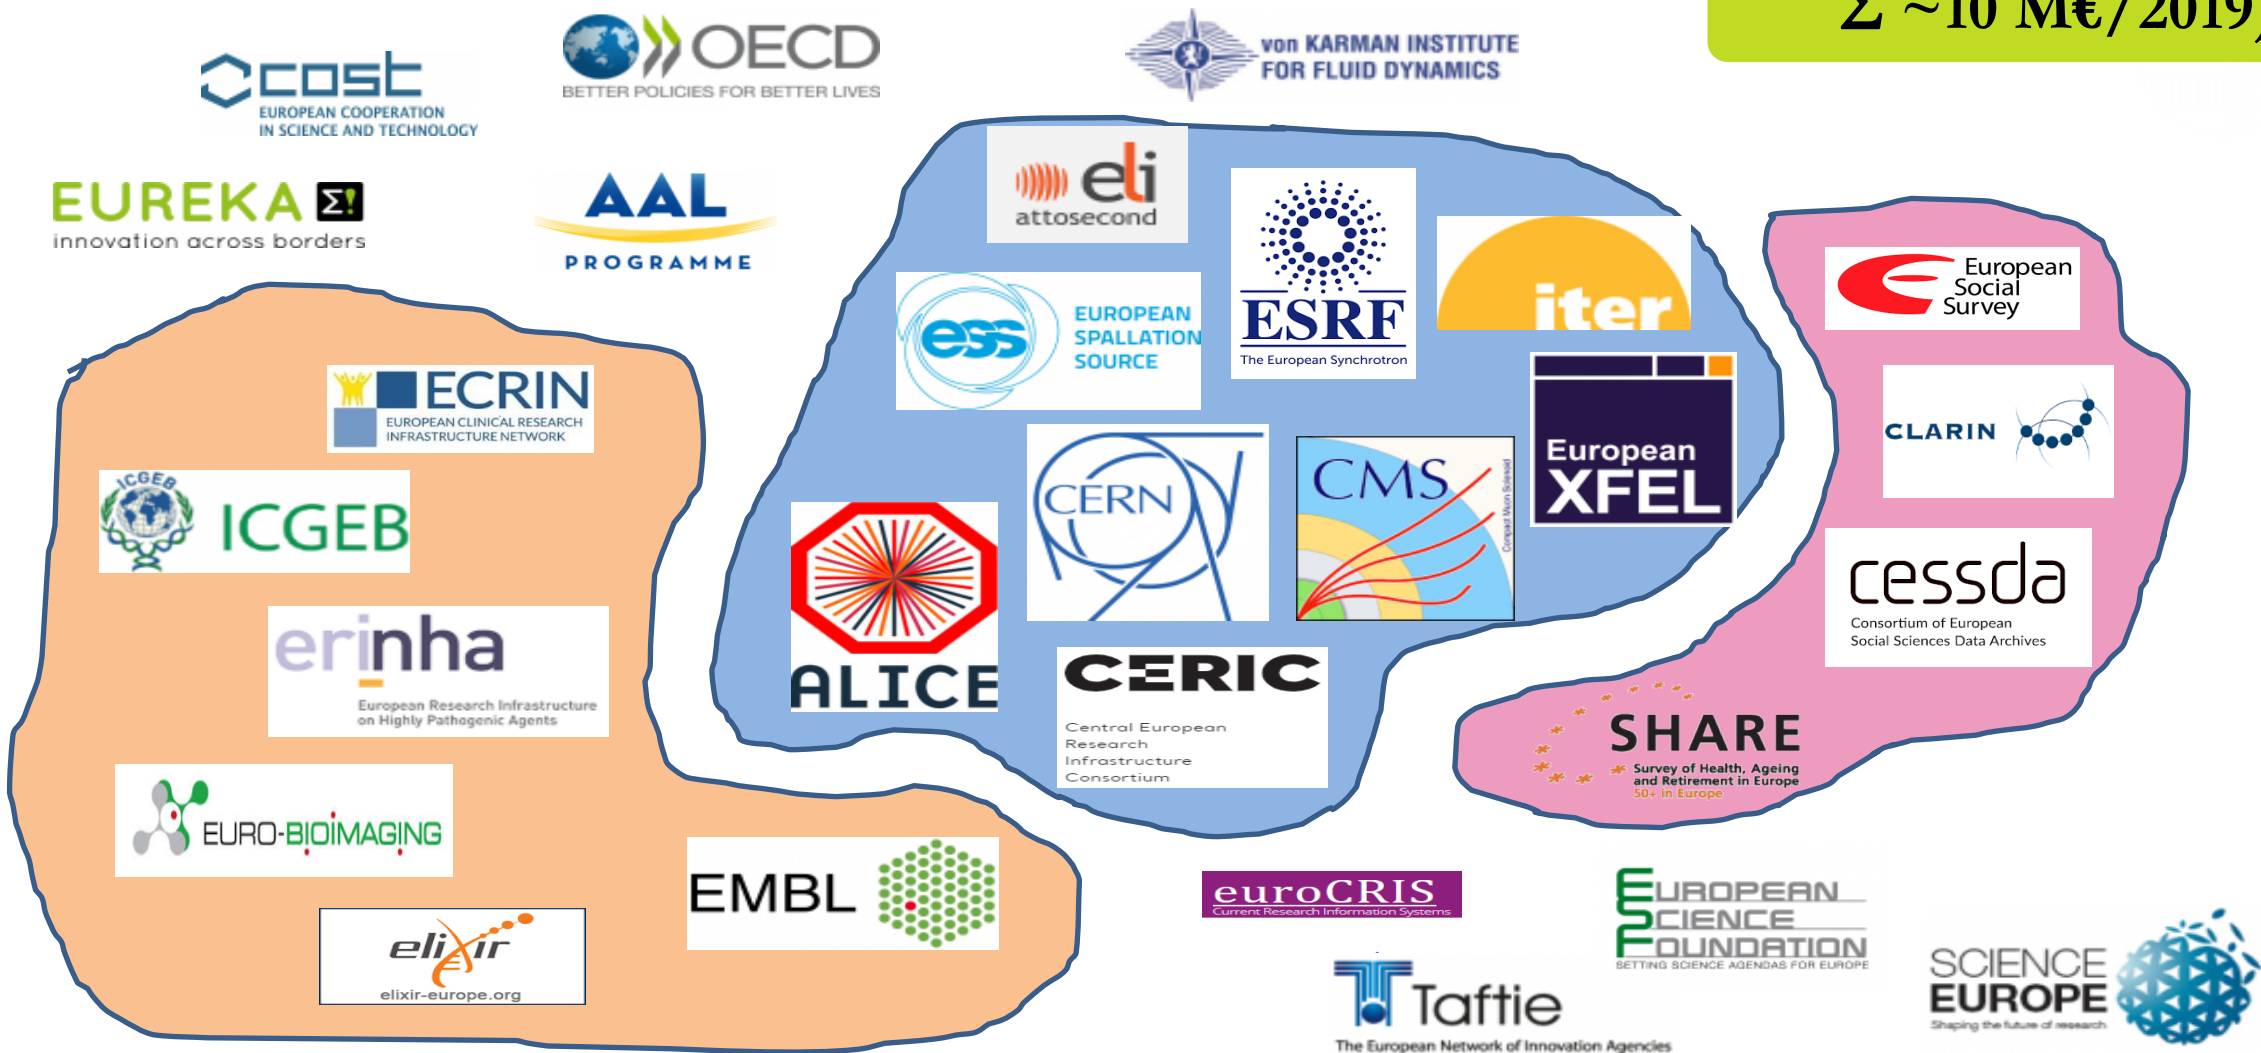 Σ ~10 M€/2019
cost
EUROPEAN COOPERATION
IN SCIENCE AND TECHNOLOGY
OECD
BETTER POLICIES FOR BETTER LIVES
von KARMAN INSTITUTE
FOR FLUID DYNAMICS
EUREKA Σ!
innovation across borders
AAL
PROGRAMME
eli
attosecond
ESRF
The European Synchrotron
iter
ess
EUROPEAN
SPALLATION
SOURCE
European
XFEL
CERN
CMS
Compact Muon Solenoid
ALICE
CERIC
Central European
Research
Infrastructure
Consortium
European
Social
Survey
CLARIN
cessda
Consortium of European
Social Sciences Data Archives
SHARE
Survey of Health, Ageing
and Retirement in Europe
50+ in Europe
ECRIN
EUROPEAN CLINICAL RESEARCH
INFRASTRUCTURE NETWORK
ICGEB
ICGEB
erinha
European Research Infrastructure
on Highly Pathogenic Agents
EURO-BIOIMAGING
EMBL
elixir
elixir-europe.org
euroCRIS
Current Research Information Systems
EUROPEAN
SCIENCE
FOUNDATION
SETTING SCIENCE AGENDAS FOR EUROPE
Taftie
The European Network of Innovation Agencies
SCIENCE
EUROPE
Shaping the future of research